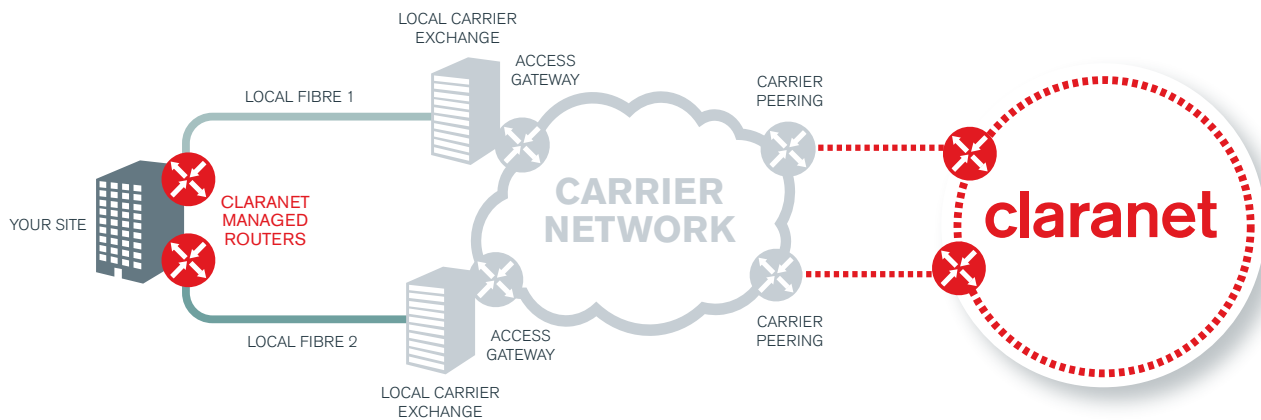 LOCAL CARRIER
EXCHANGE
ACCESS
GATEWAY
LOCAL FIBRE 1
CARRIER
PEERING
YOUR SITE
CLARANET
MANAGED
ROUTERS
CARRIER
NETWORK
claranet
LOCAL FIBRE 2
ACCESS
GATEWAY
CARRIER
PEERING
LOCAL CARRIER
EXCHANGE